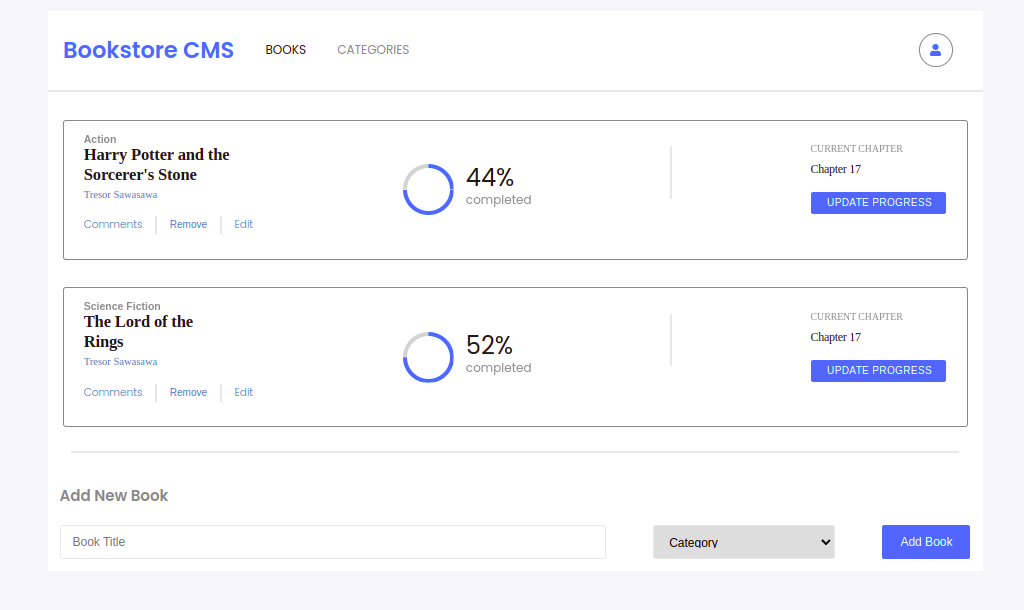 Bookstore CMS
BOOKS
CATEGORIES
Action
Harry Potter and the
Sorcerer's Stone
Tresor Sawasawa
Comments
Remove
Edit
44%
completed
CURRENT CHAPTER
Chapter 17
UPDATE PROGRESS
Science Fiction
The Lord of the
Rings
Tresor Sawasawa
Comments
Remove
Edit
52%
completed
CURRENT CHAPTER
Chapter 17
UPDATE PROGRESS
Add New Book
Book Title
Category
Add Book